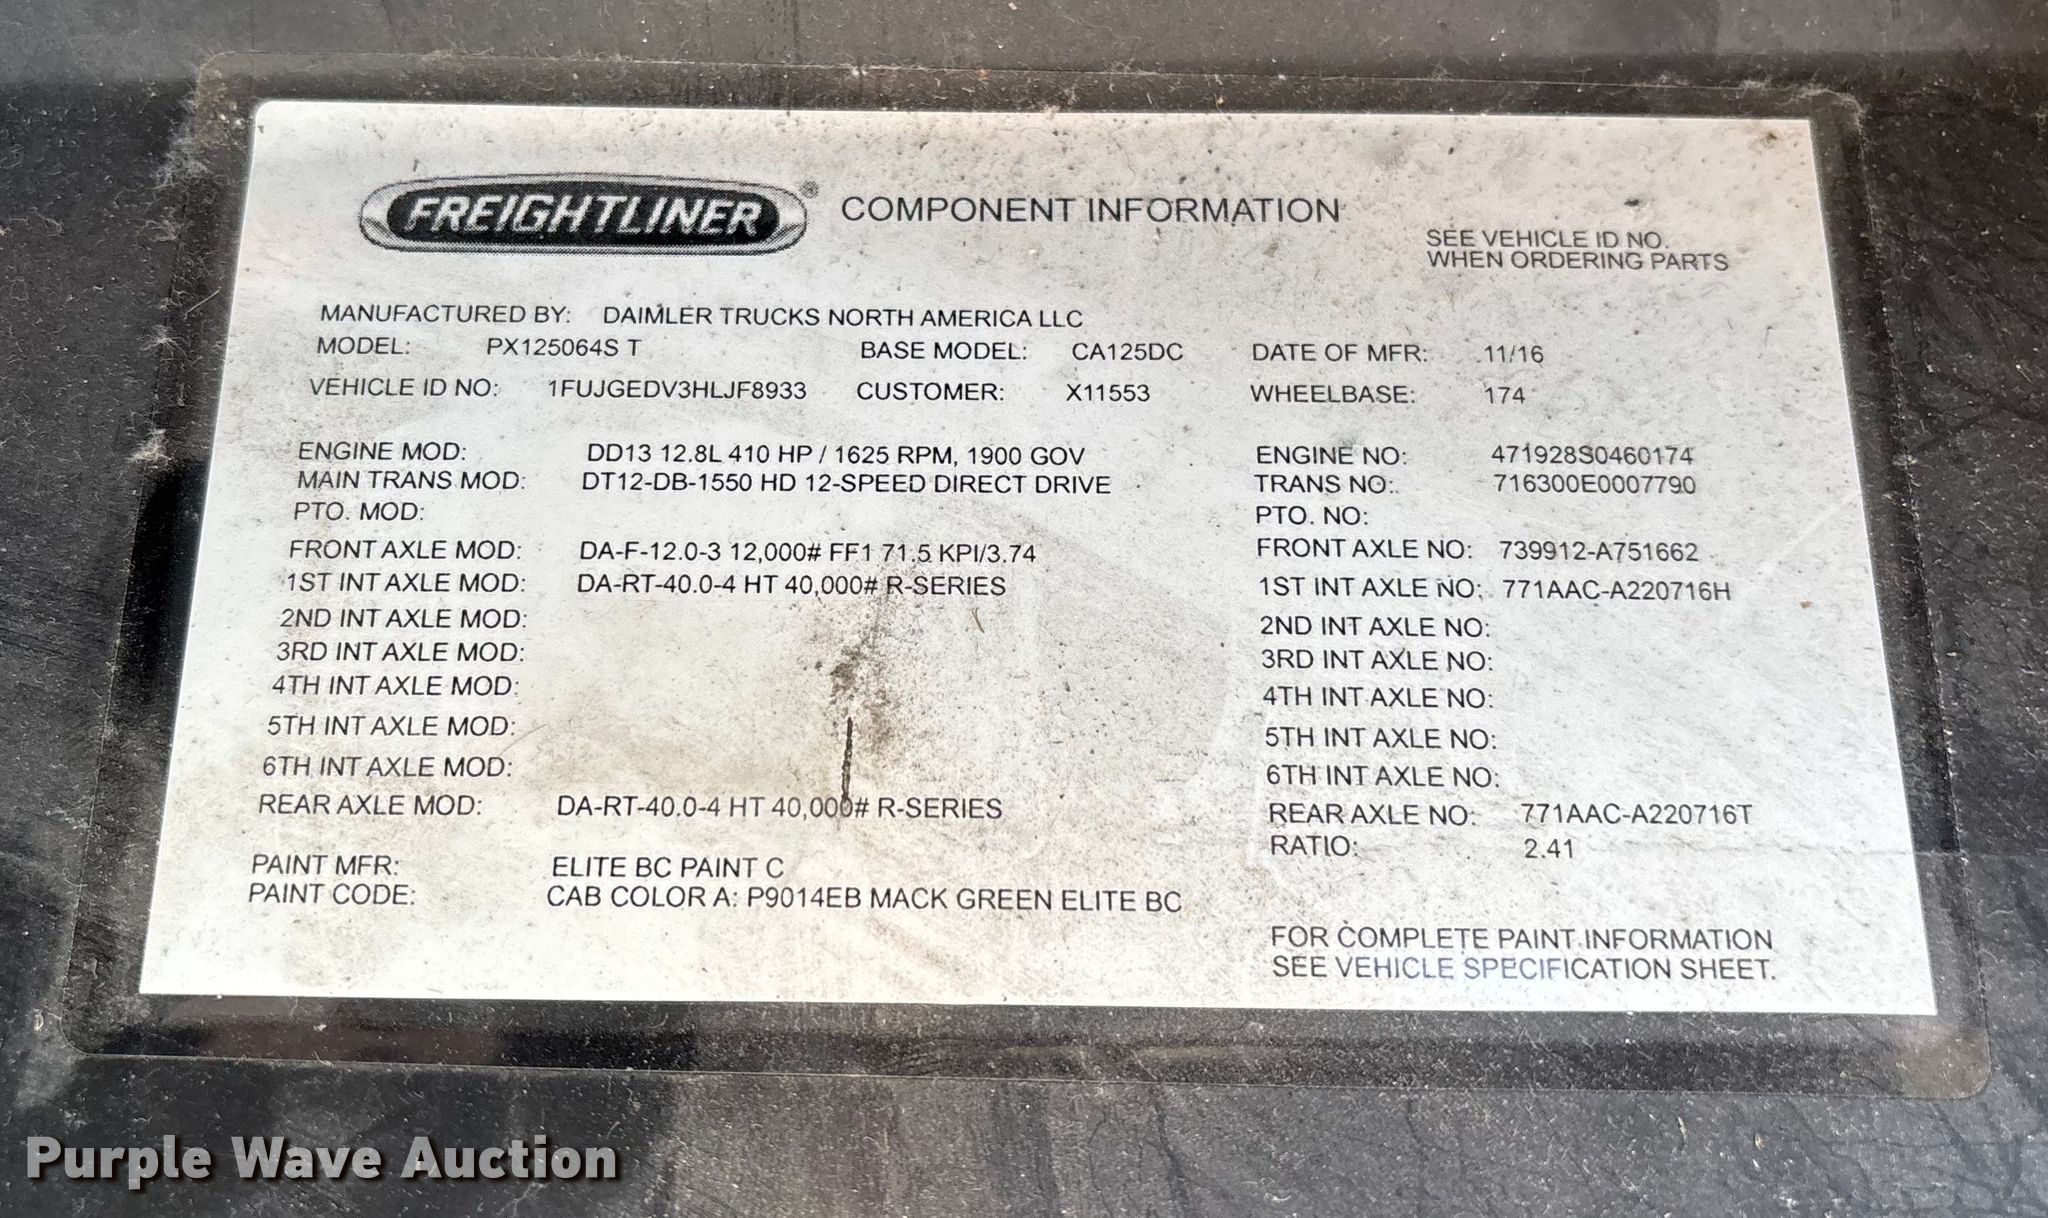 FREIGHTLINER® COMPONENT INFORMATION
SEE VEHICLE ID NO.
WHEN ORDERING PARTS
MANUFACTURED BY: DAIMLER TRUCKS NORTH AMERICA LLC
MODEL: PX125064S T BASE MODEL: CA125DC DATE OF MFR: 11/16
VEHICLE ID NO: 1FUJGEDV3HLJF8933 CUSTOMER: X11553 WHEELBASE: 174
ENGINE MOD: DD13 12.8L 410 HP / 1625 RPM, 1900 GOV ENGINE NO: 471928S0460174
MAIN TRANS MOD: DT12-DB-1550 HD 12-SPEED DIRECT DRIVE TRANS NO: 716300E0007790
PTO. MOD: PTO. NO:
FRONT AXLE MOD: DA-F-12.0-3 12,000# FF1 71.5 KPI/3.74 FRONT AXLE NO: 739912-A751662
1ST INT AXLE MOD: DA-RT-40.0-4 HT 40,000# R-SERIES 1ST INT AXLE NO: 771AAC-A220716H
2ND INT AXLE MOD: 2ND INT AXLE NO:
3RD INT AXLE MOD: 3RD INT AXLE NO:
4TH INT AXLE MOD: 4TH INT AXLE NO:
5TH INT AXLE MOD: 5TH INT AXLE NO:
6TH INT AXLE MOD: 6TH INT AXLE NO:
REAR AXLE MOD: DA-RT-40.0-4 HT 40,000# R-SERIES REAR AXLE NO: 771AAC-A220716T
RATIO: 2.41
PAINT MFR: ELITE BC PAINT C
PAINT CODE: CAB COLOR A: P9014EB MACK GREEN ELITE BC
FOR COMPLETE PAINT INFORMATION
SEE VEHICLE SPECIFICATION SHEET.
Purple Wave Auction